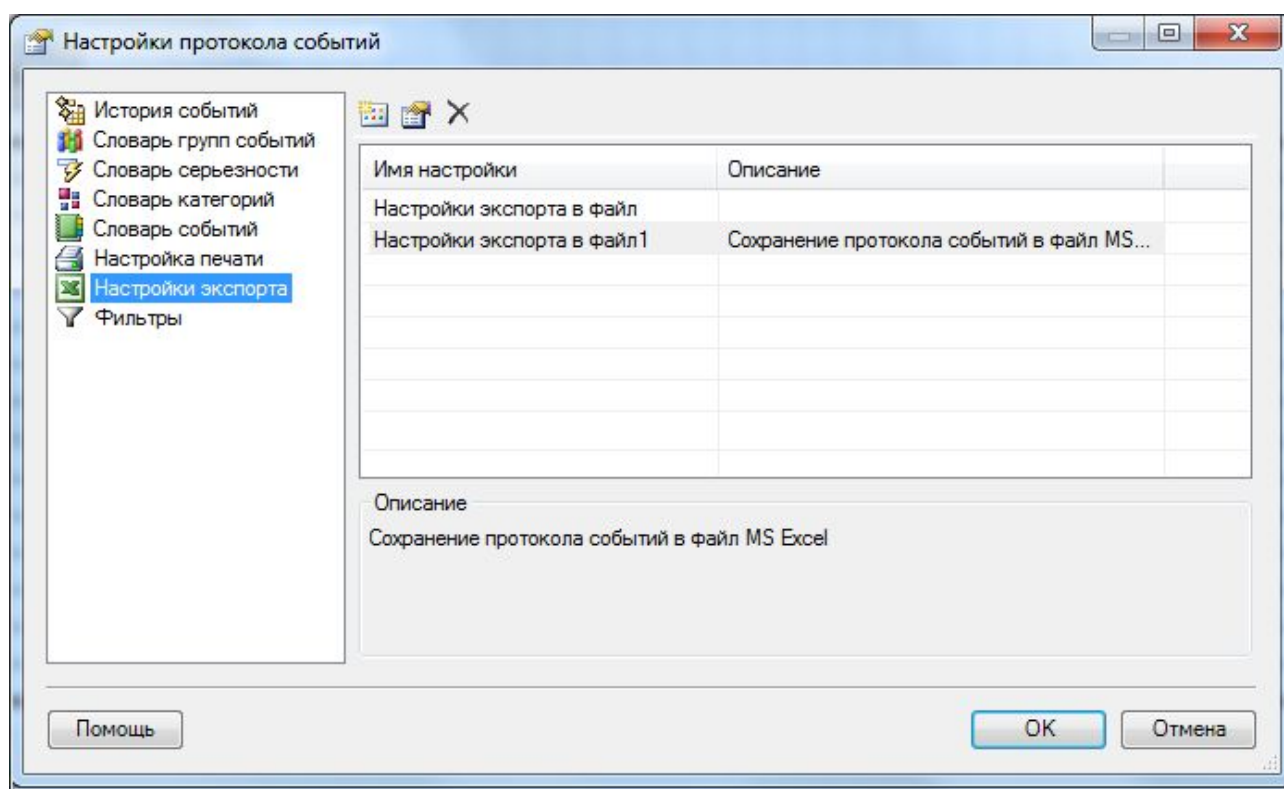 Настройки протокола событий
История событий
Словарь групп событий
Словарь серьезности
Словарь категорий
Словарь событий
Настройка печати
Настройки экспорта
Фильтры
Имя настройки Описание
Настройки экспорта в файл
Настройки экспорта в файл1 Сохранение протокола событий в файл MS...
Описание
Сохранение протокола событий в файл MS Excel
Помощь OK Отмена